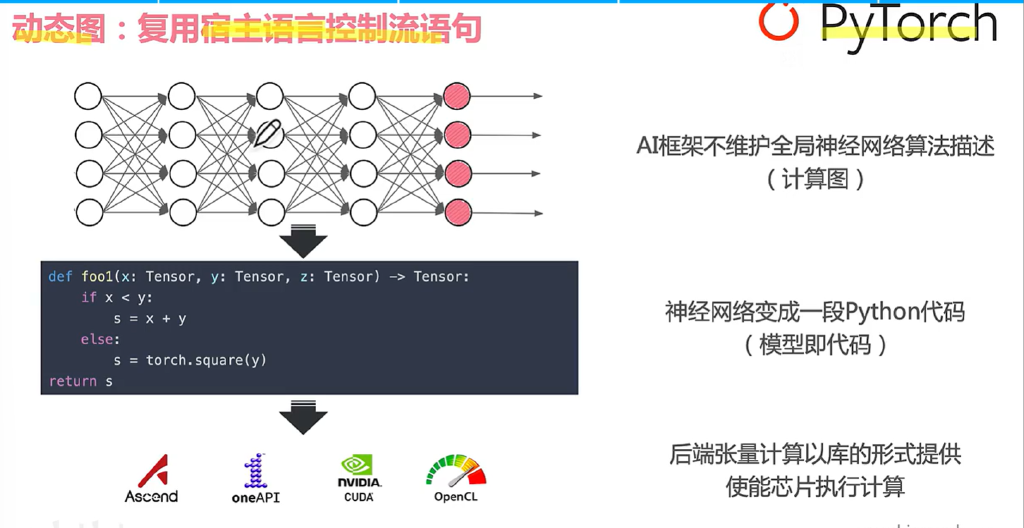 动态图：复用宿主语言控制流语句
PyTorch
AI框架不维护全局神经网络算法描述
（计算图）
def foo1(x: Tensor, y: Tensor, z: Tensor) -> Tensor:
if x < y:
s = x + y
else:
s = torch.square(y)
return s
神经网络变成一段Python代码
（模型即代码）
Ascend
oneAPI
NVIDIA.
CUDA
OpenCL
后端张量计算以库的形式提供
使能芯片执行计算